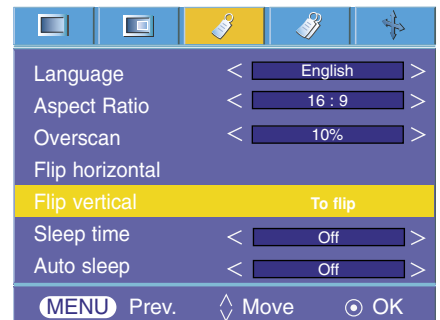 Language < English >
Aspect Ratio < 16 : 9 >
Overscan < 10% >
Flip horizontal
Flip vertical To flip
Sleep time < Off >
Auto sleep < Off >
MENU Prev. Move OK